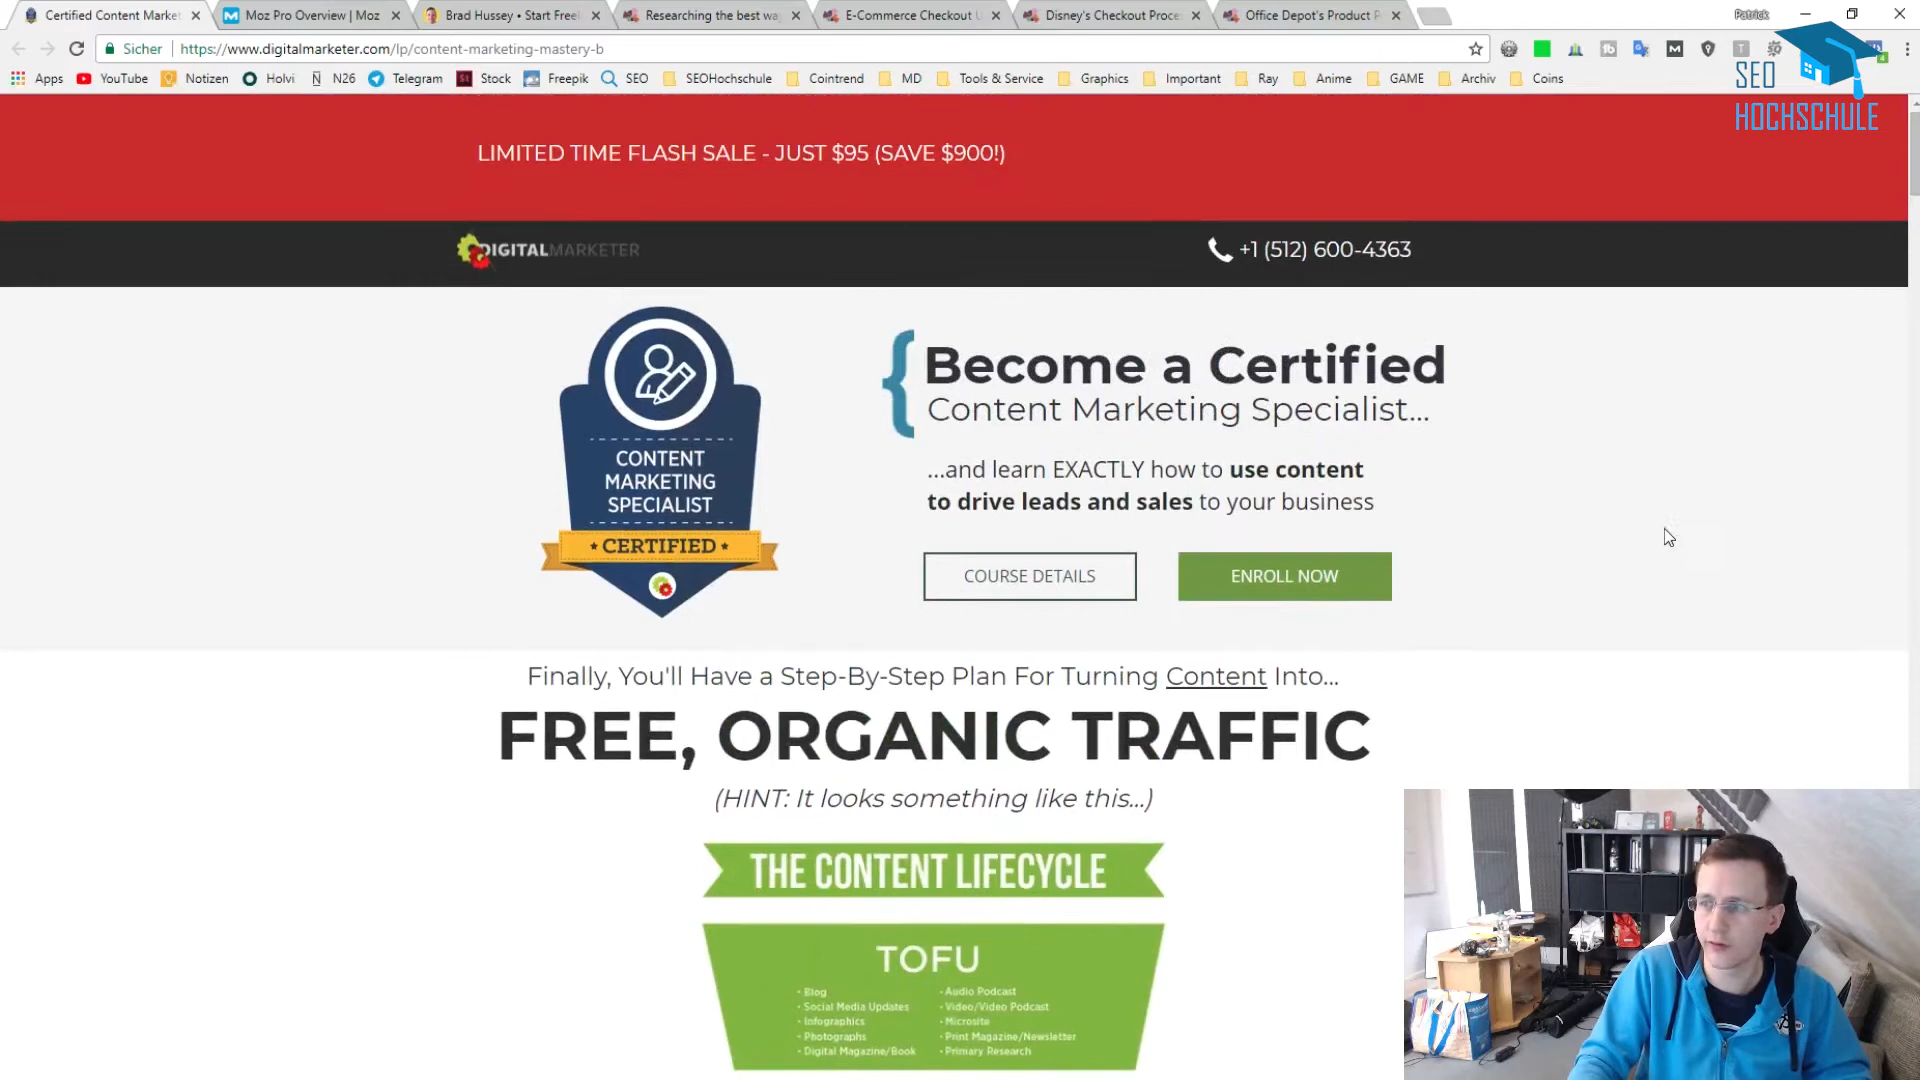 Certified Content Market
Moz Pro Overview | Moz
Brad Hussey • Start Free
Researching the best wa
E-Commerce Checkout U
Disney's Checkout Proce
Office Depot's Product P
Patrick
Sicher
https://www.digitalmarketer.com/lp/content-marketing-mastery-b
Apps
YouTube
Notizen
Holvi
N26
Telegram
Stock
Freepik
SEO
SEOHochschule
Cointrend
MD
Tools & Service
Graphics
Important
Ray
Anime
GAME
Archiv
Coins
SEO
HOCHSCHULE
LIMITED TIME FLASH SALE - JUST $95 (SAVE $900!)
DIGITALMARKETER
+1 (512) 600-4363
CONTENT
MARKETING
SPECIALIST
CERTIFIED
{ Become a Certified
Content Marketing Specialist...
...and learn EXACTLY how to use content
to drive leads and sales to your business
COURSE DETAILS
ENROLL NOW
Finally, You'll Have a Step-By-Step Plan For Turning Content Into...
FREE, ORGANIC TRAFFIC
(HINT: It looks something like this...)
THE CONTENT LIFECYCLE
TOFU
• Blog
• Social Media Updates
• Infographics
• Photographs
• Digital Magazine/Book
• Audio Podcast
• Video/Video Podcast
• Microsite
• Print Magazine/Newsletter
• Primary Research